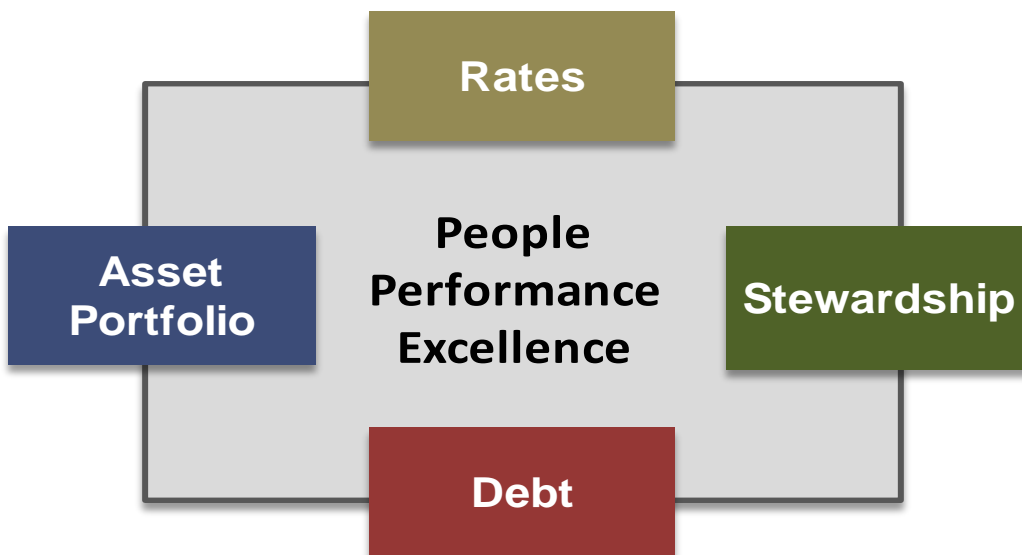 Rates
Asset
Portfolio
People
Performance
Excellence
Stewardship
Debt